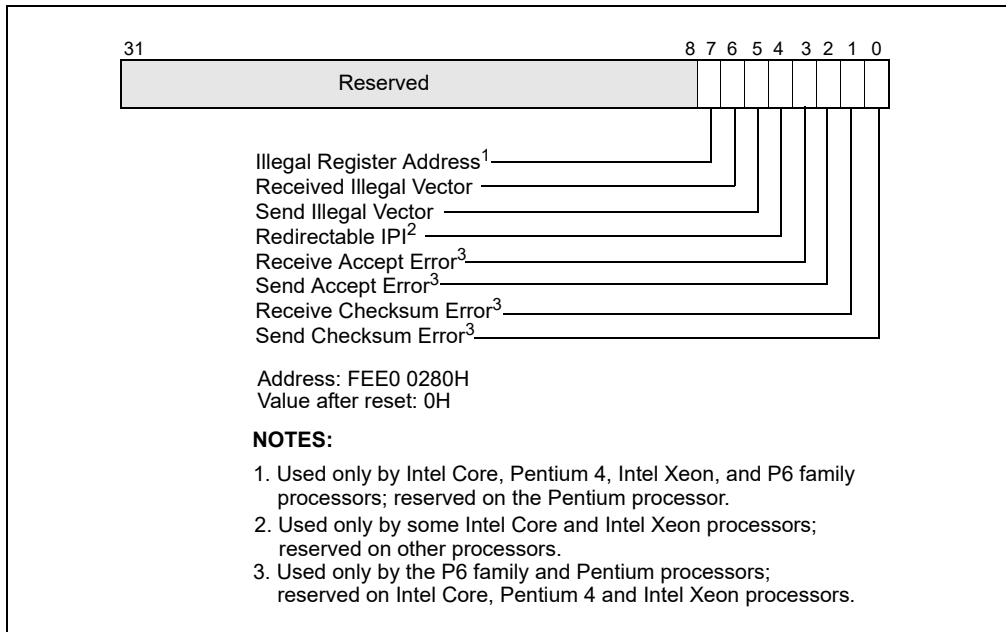 31 8 7 6 5 4 3 2 1 0
Reserved
Illegal Register Address1
Received Illegal Vector
Send Illegal Vector
Redirectable IPI2
Receive Accept Error3
Send Accept Error3
Receive Checksum Error3
Send Checksum Error3
Address: FEE0 0280H
Value after reset: 0H
NOTES:
1. Used only by Intel Core, Pentium 4, Intel Xeon, and P6 family
processors; reserved on the Pentium processor.
2. Used only by some Intel Core and Intel Xeon processors;
reserved on other processors.
3. Used only by the P6 family and Pentium processors;
reserved on Intel Core, Pentium 4 and Intel Xeon processors.